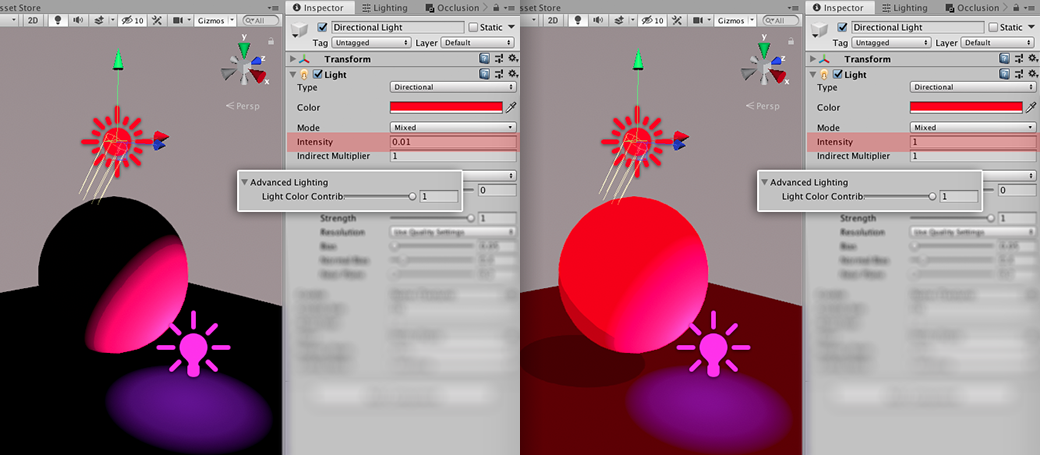 sset Store
2D
10
Gizmos
All
y
z
x
Persp
Inspector
Lighting
Occlusion
Directional Light
Static
Tag
Untagged
Layer
Default
Transform
Light
Type
Directional
Color
Mode
Mixed
Intensity
0.01
Indirect Multiplier
1
Advanced Lighting
Light Color Contrib
1
0
Strength
1
Resolution
Use Quality Settings
Bias
sset Store
2D
10
Gizmos
All
y
z
x
Persp
Inspector
Lighting
Occlusion
Directional Light
Static
Tag
Untagged
Layer
Default
Transform
Light
Type
Directional
Color
Mode
Mixed
Intensity
1
Indirect Multiplier
1
Advanced Lighting
Light Color Contrib
1
0
Strength
1
Resolution
Use Quality Settings
Bias